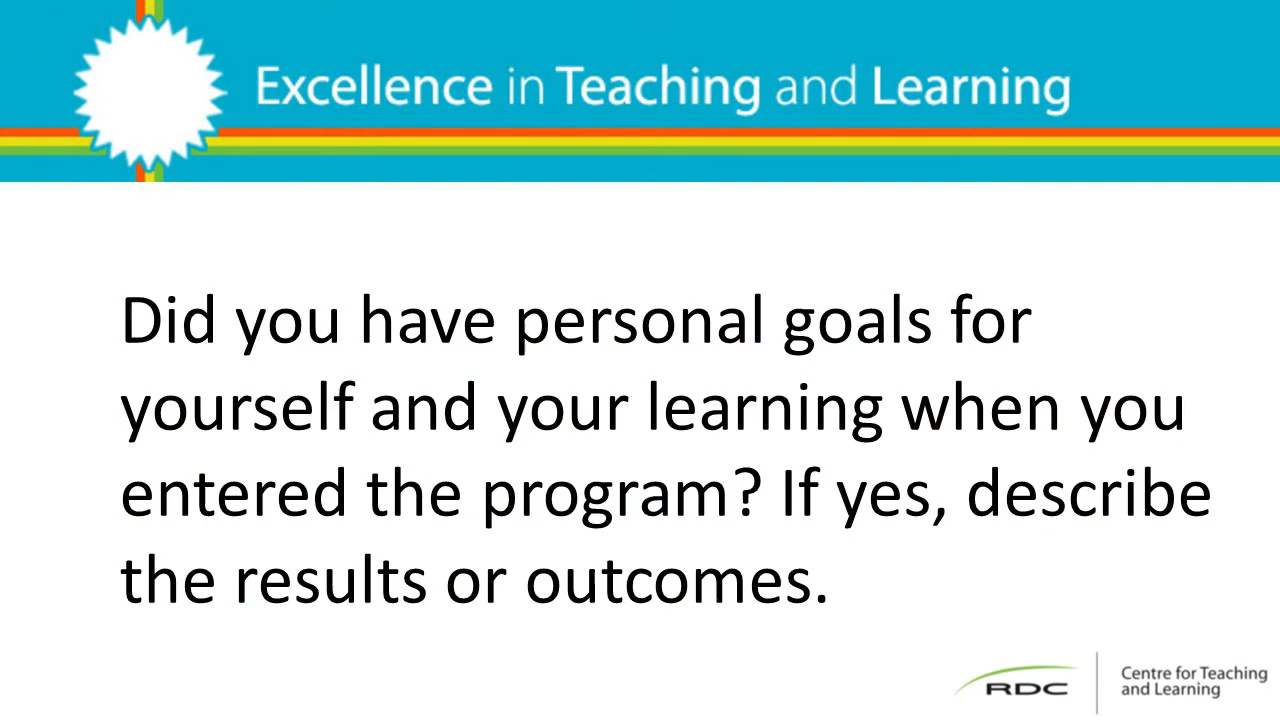 Excellence in Teaching and Learning
Did you have personal goals for
yourself and your learning when you
entered the program? If yes, describe
the results or outcomes.
RDC
Centre for Teaching
and Learning